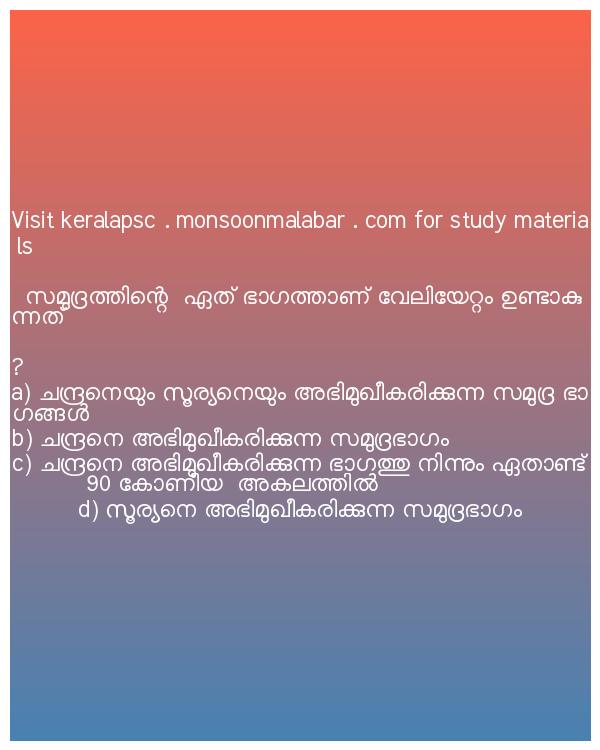 Visit keralapsc . monsoonmalabar . com for study materia
ls
സമുദ്രത്തിന്റെ ഏത് ഭാഗത്താണ് വേലിയേറ്റം ഉണ്ടാകു
ന്നത്
?
a) ചന്ദ്രനെയും സൂര്യനെയും അഭിമുഖീകരിക്കുന്ന സമുദ്ര ഭാ
ഗങ്ങൾ
b) ചന്ദ്രനെ അഭിമുഖീകരിക്കുന്ന സമുദ്രഭാഗം
c) ചന്ദ്രനെ അഭിമുഖീകരിക്കുന്ന ഭാഗത്തു നിന്നും ഏതാണ്ട്
90 കോണീയ അകലത്തിൽ
d) സൂര്യനെ അഭിമുഖീകരിക്കുന്ന സമുദ്രഭാഗം